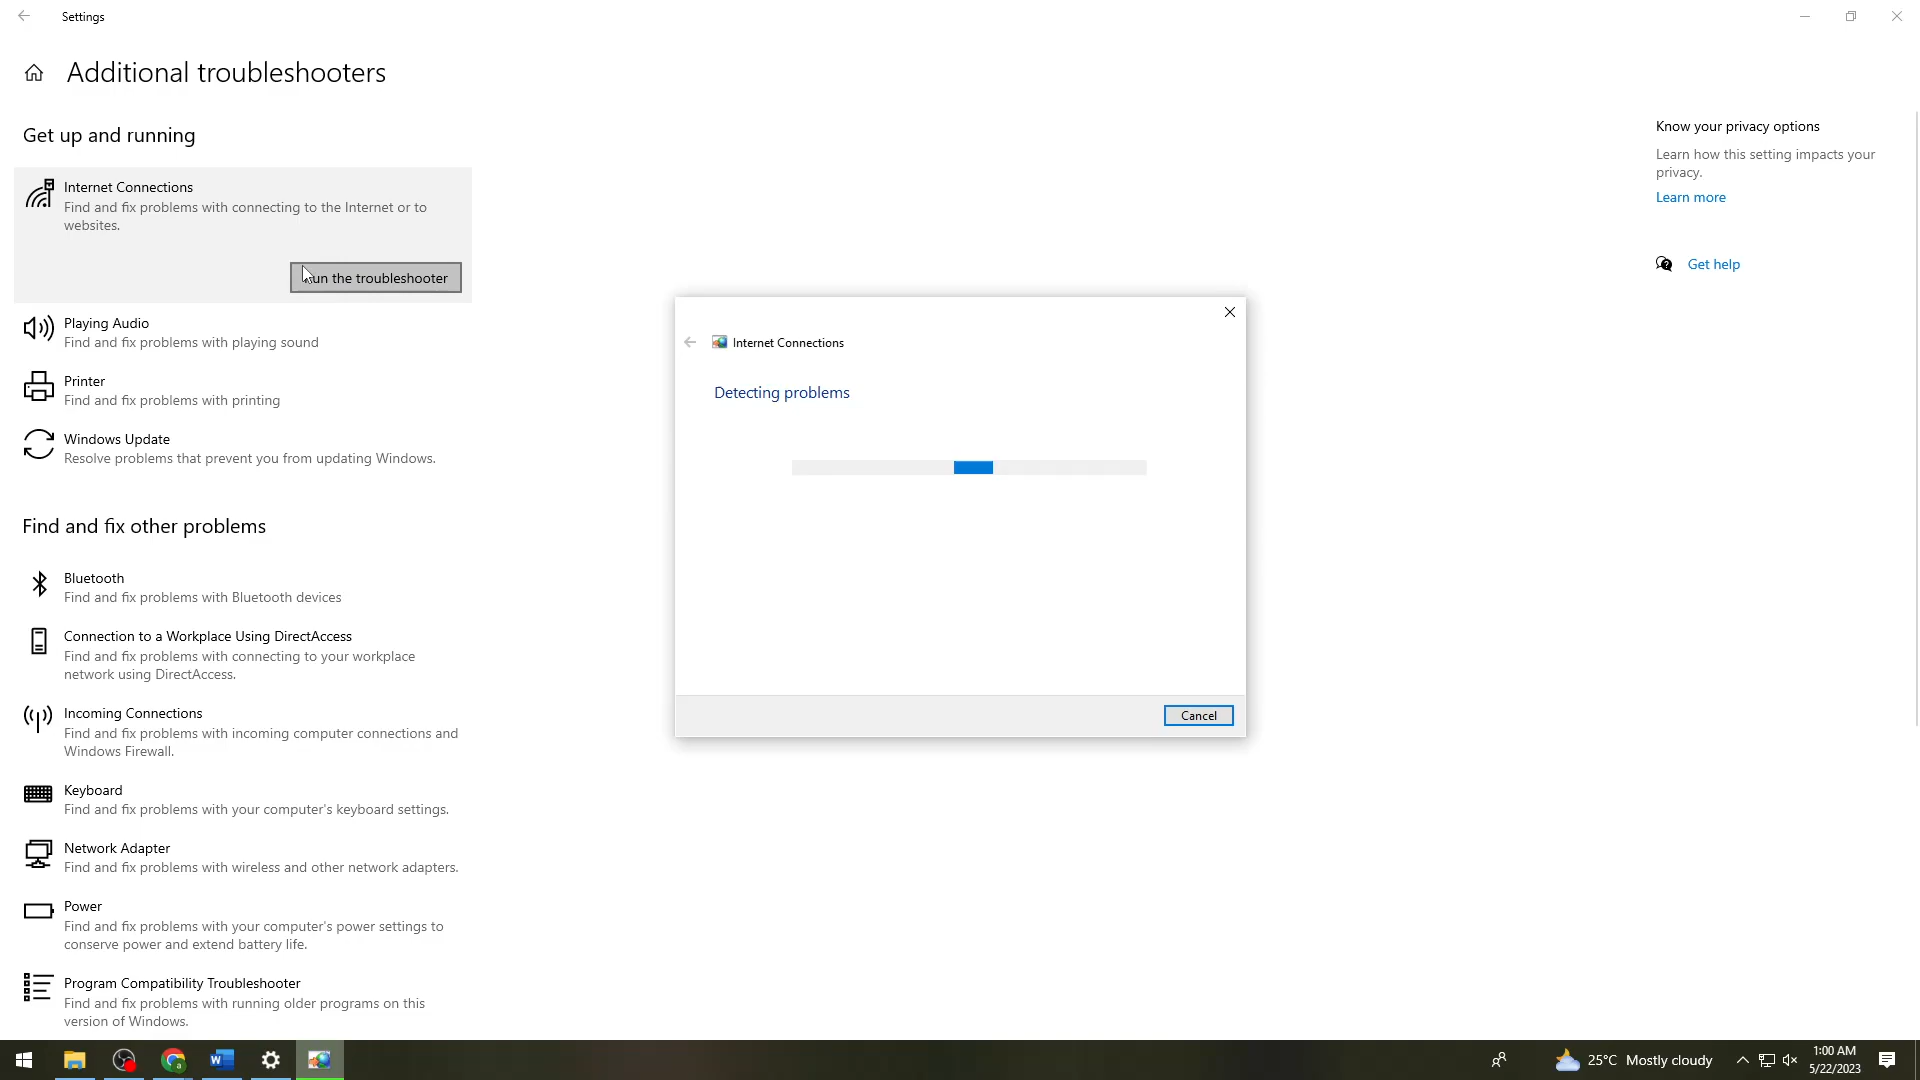 Settings
Additional troubleshooters
Get up and running
Internet Connections
Find and fix problems with connecting to the Internet or to
websites.
un the troubleshooter
Playing Audio
Find and fix problems with playing sound
Printer
Find and fix problems with printing
Windows Update
Resolve problems that prevent you from updating Windows.
Find and fix other problems
Bluetooth
Find and fix problems with Bluetooth devices
Connection to a Workplace Using DirectAccess
Find and fix problems with connecting to your workplace
network using DirectAccess.
Incoming Connections
Find and fix problems with incoming computer connections and
Windows Firewall.
Keyboard
Find and fix problems with your computer's keyboard settings.
Network Adapter
Find and fix problems with wireless and other network adapters.
Power
Find and fix problems with your computer's power settings to
conserve power and extend battery life.
Program Compatibility Troubleshooter
Find and fix problems with running older programs on this
version of Windows.
Internet Connections
Detecting problems
Cancel
Know your privacy options
Learn how this setting impacts your
privacy.
Learn more
Get help
25°C Mostly cloudy
1:00 AM
5/22/2023